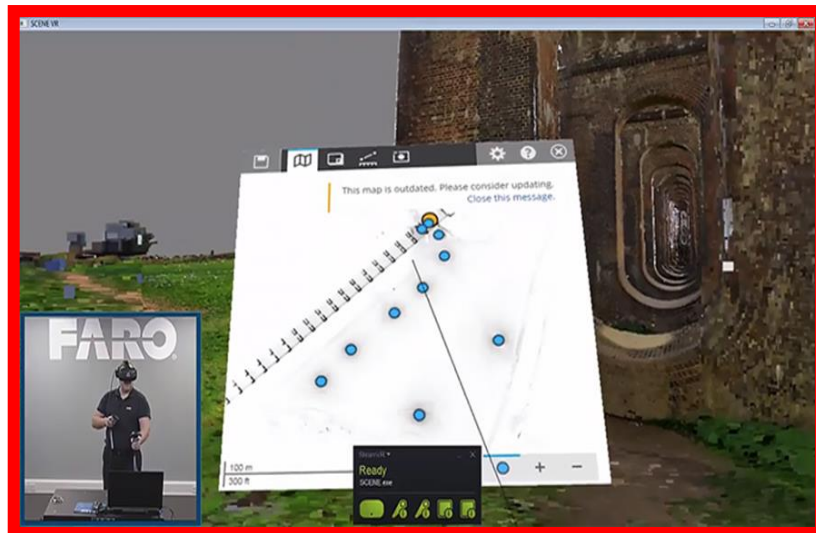 SCENE VR
This map is outdated. Please consider updating.
Close this message.
100 m
300 ft
FARO
SteamVR
Ready
SCENE.exe